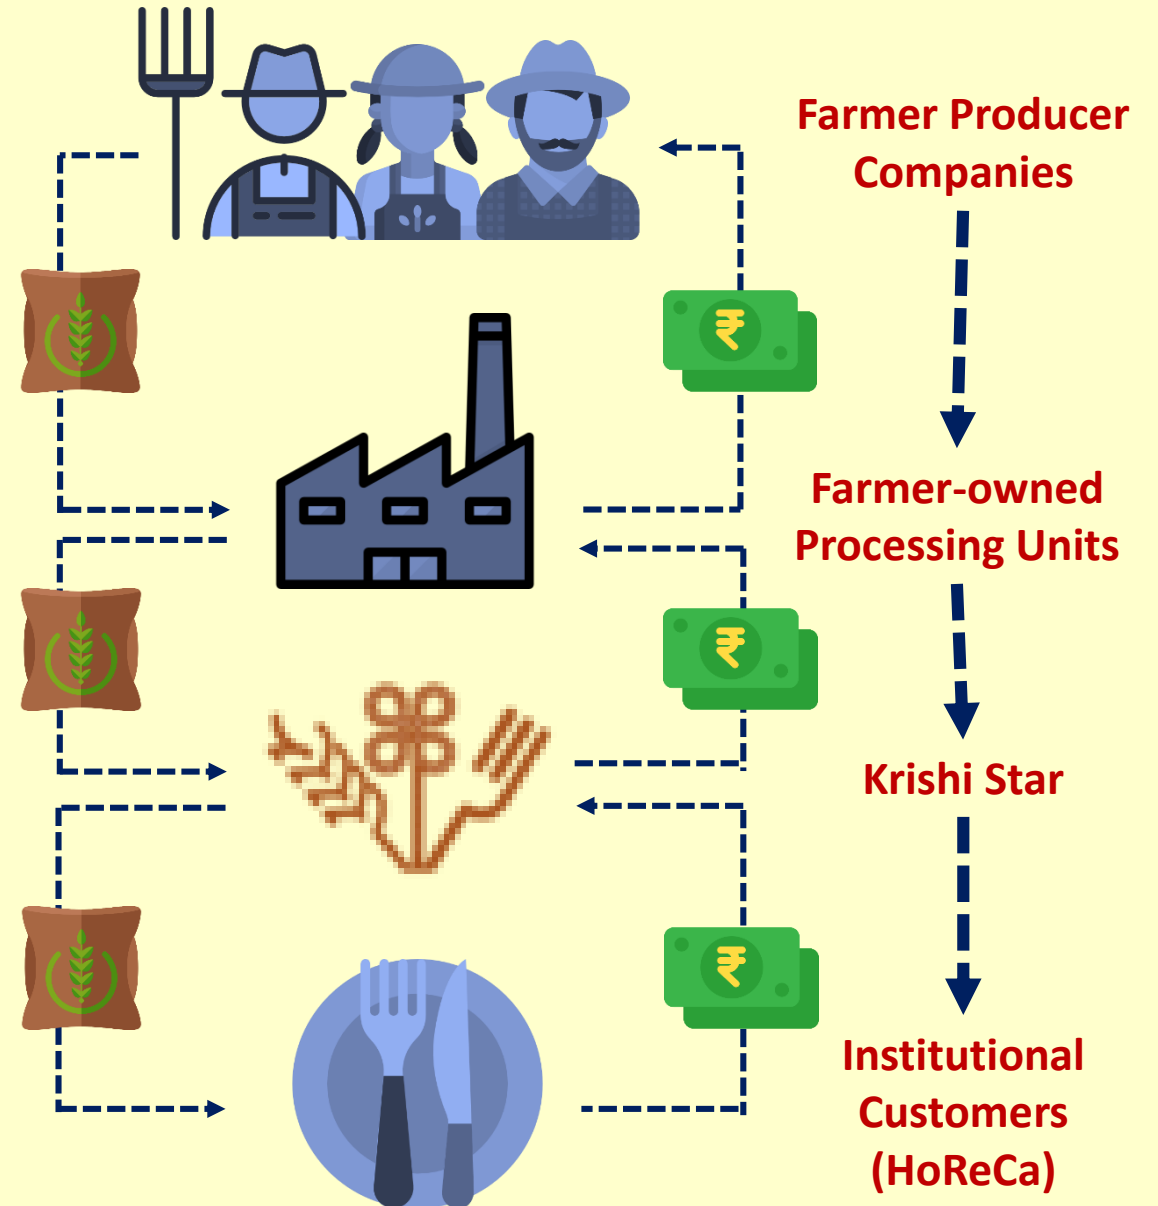 Farmer Producer
Companies
₹
Farmer-owned
Processing Units
₹
Krishi Star
₹
Institutional
Customers
(HoReCa)